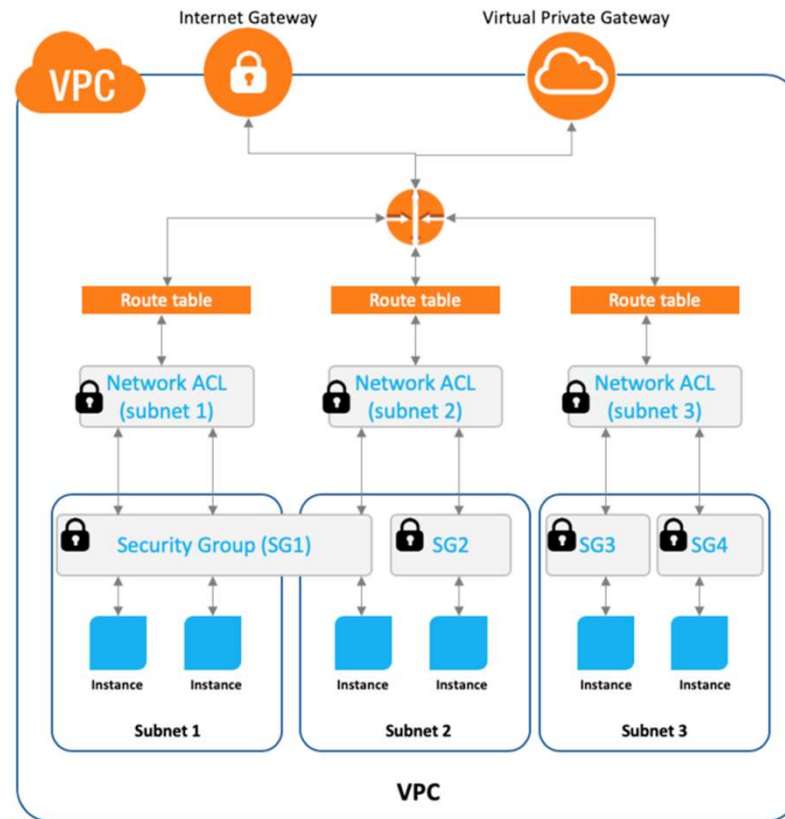 Internet Gateway
Virtual Private Gateway
VPC
Route table
Route table
Route table
Network ACL
(subnet 1)
Network ACL
(subnet 2)
Network ACL
(subnet 3)
Security Group (SG1)
SG2
SG3
SG4
Instance
Instance
Instance
Instance
Instance
Instance
Subnet 1
Subnet 2
Subnet 3
VPC